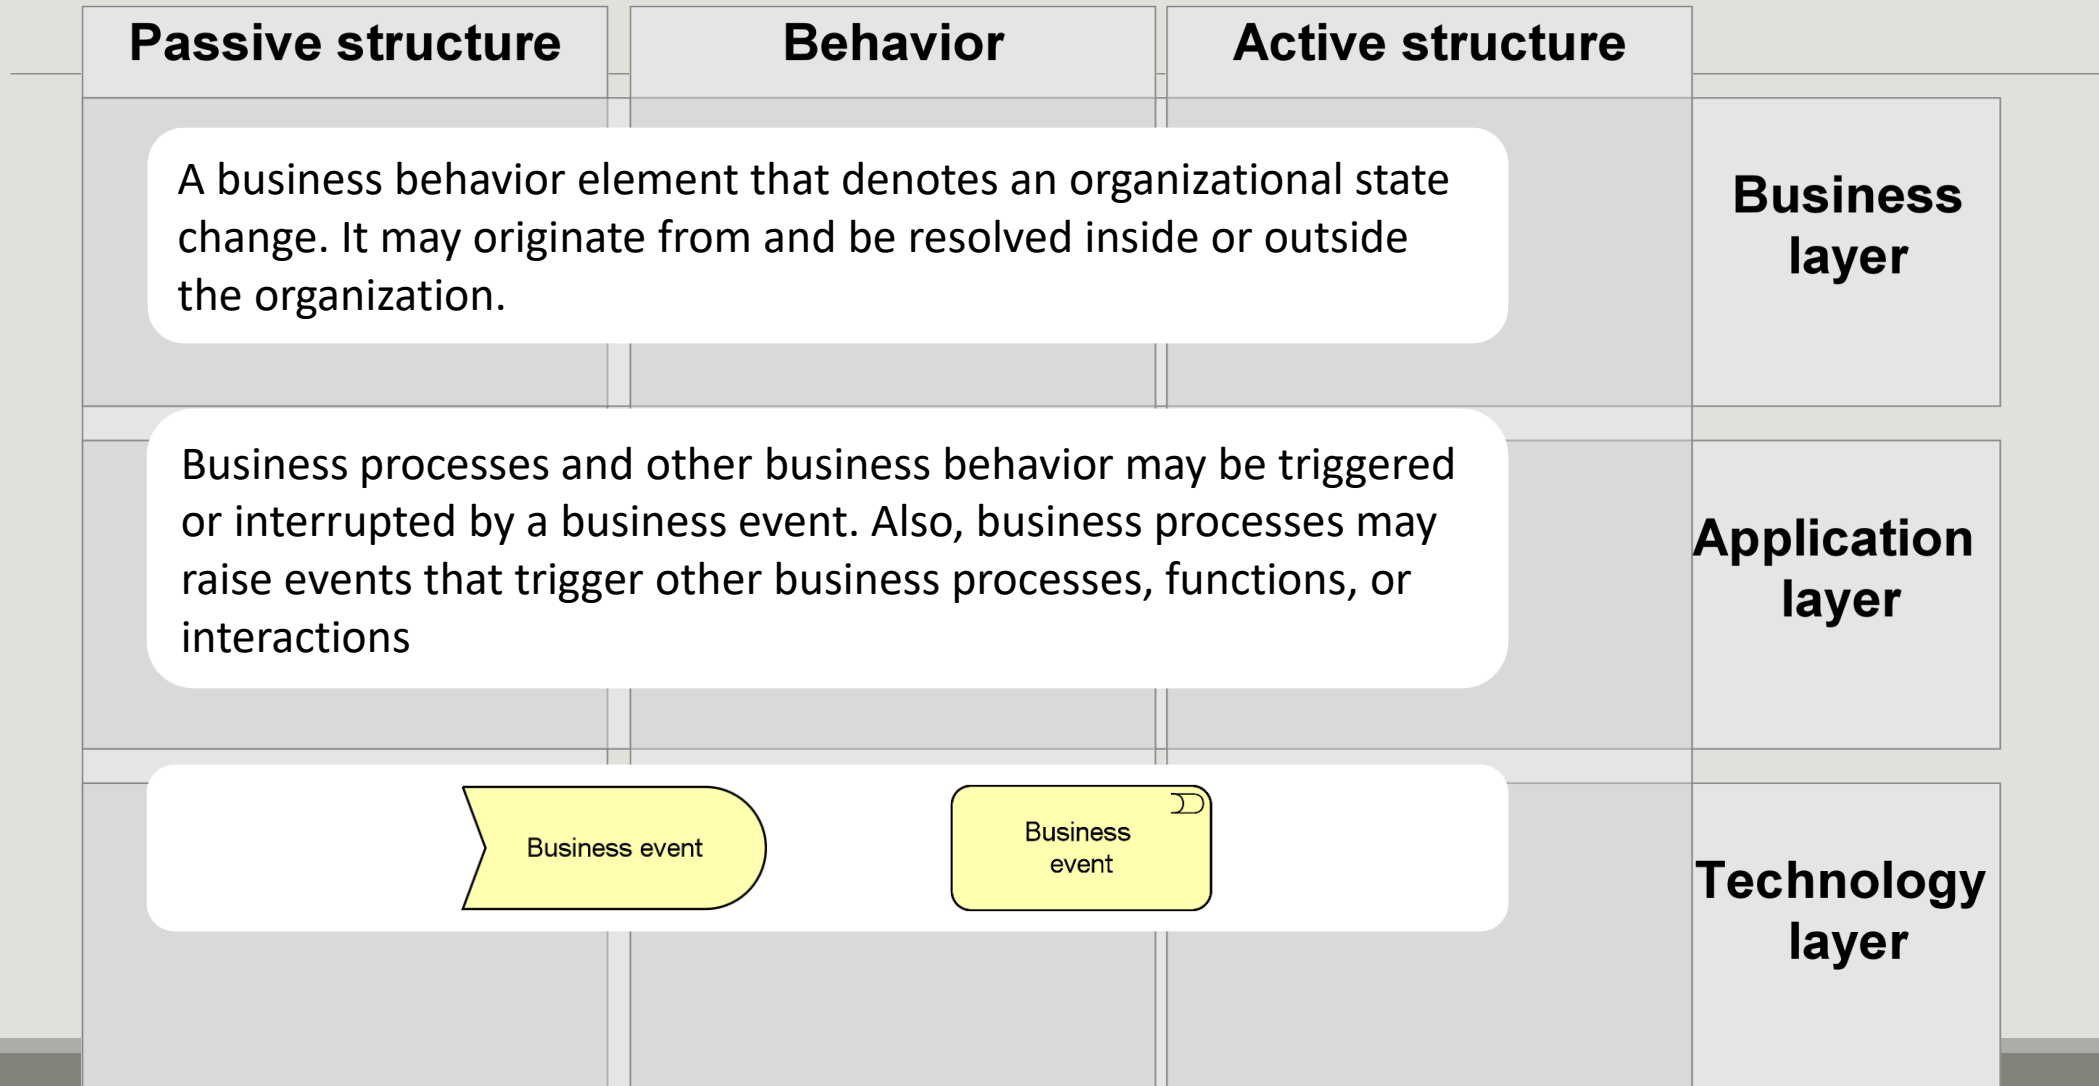 Passive structure
Behavior
Active structure
A business behavior element that denotes an organizational state
change. It may originate from and be resolved inside or outside
the organization.
Business
layer
Business processes and other business behavior may be triggered
or interrupted by a business event. Also, business processes may
raise events that trigger other business processes, functions, or
interactions
Application
layer
Business event
Business
event
Technology
layer